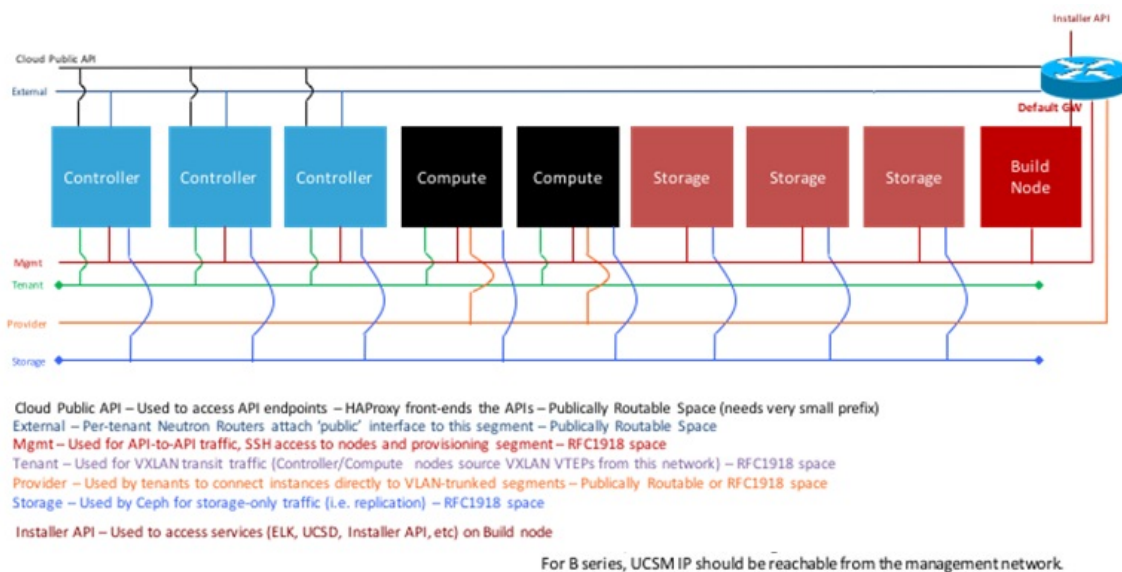 Installer API
Cloud Public API
External
Default GW
Controller
Controller
Controller
Compute
Compute
Storage
Storage
Storage
Build
Node
Mgmt
Tenant
Provider
Storage
Cloud Public API – Used to access API endpoints – HAProxy front-ends the APIs – Publically Routable Space (needs very small prefix)
External – Per-tenant Neutron Routers attach 'public' interface to this segment – Publically Routable Space
Mgmt – Used for API-to-API traffic, SSH access to nodes and provisioning segment – RFC1918 space
Tenant – Used for VXLAN transit traffic (Controller/Compute nodes source VXLAN VTEPs from this network) – RFC1918 space
Provider – Used by tenants to connect instances directly to VLAN-trunked segments – Publically Routable or RFC1918 space
Storage – Used by Ceph for storage-only traffic (i.e. replication) – RFC1918 space
Installer API – Used to access services (ELK, UCSD, Installer API, etc) on Build node
For B series, UCSM IP should be reachable from the management network.